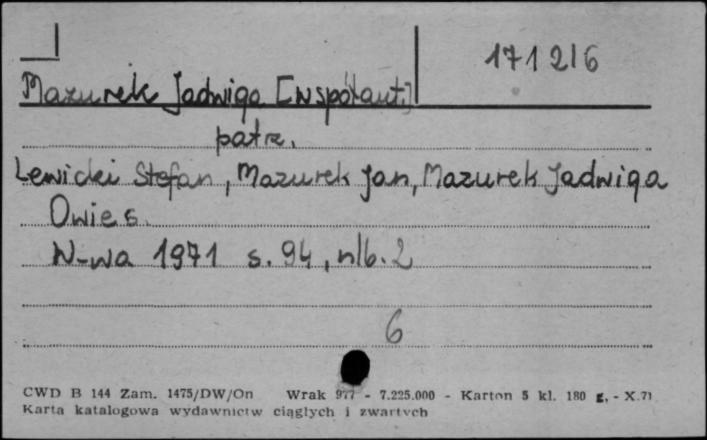 171216
Mazurek Jadwiga [współaut.]
patrz.
Lewicki Stefan, Mazurek Jan, Mazurek Jadwiga
Owies.
W-wa 1971 s. 94, nlb. 2
6
CWD B 144 Zam. 1475/DW/On Wrak 977 - 7.225.000 - Karton 5 kl. 180 g. - X.71
Karta katalogowa wydawnictw ciągłych i zwartych